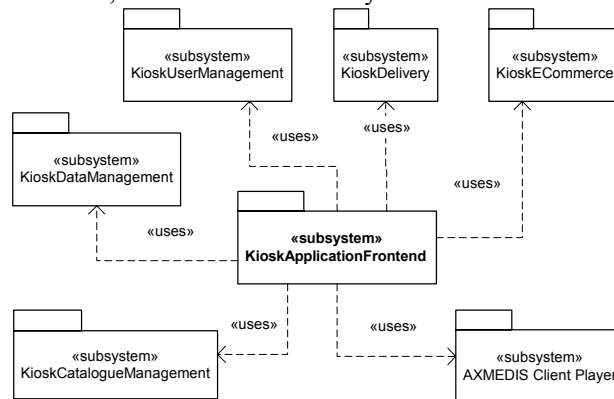 «subsystem»
KioskUserManagement
«subsystem»
KioskDelivery
«subsystem»
KioskECommerce
«uses»
«uses»
«subsystem»
KioskDataManagement
«uses»
«uses»
«subsystem»
KioskApplicationFrontend
«uses»
«uses»
«subsystem»
KioskCatalogueManagement
«subsystem»
AXMEDIS Client Player